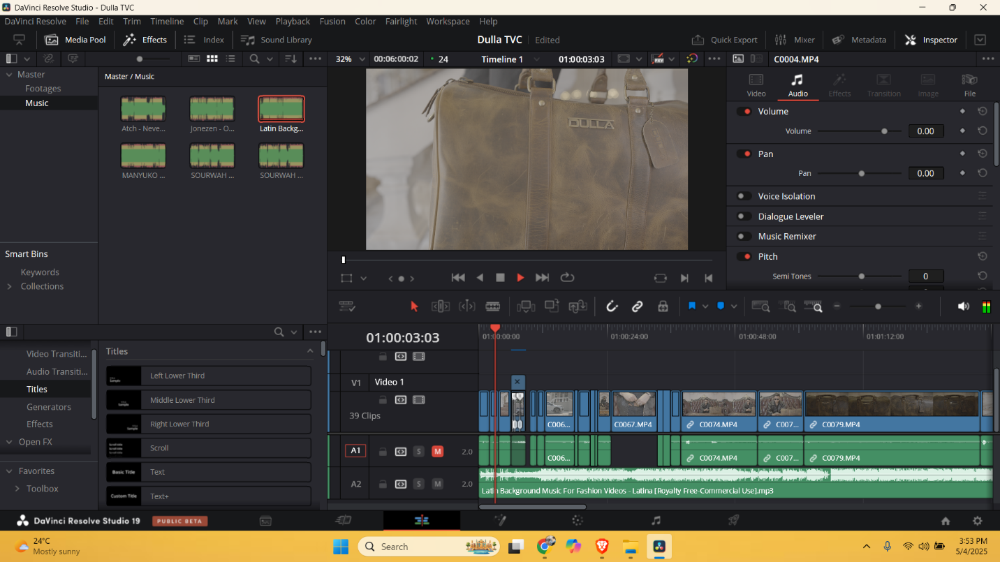 DaVinci Resolve Studio - Dulla TVC
DaVinci Resolve File Edit Trim Timeline Clip Mark View Playback Fusion Color Fairlight Workspace Help
Media Pool Effects Index Sound Library Dulla TVC Edited Quick Export Mixer Metadata Inspector
32% 00:06:00:02 24 Timeline 1 01:00:03:03 C0004.MP4
Master
Footages
Music
Master / Music
Atch - Neve... Jonezen - O... Latin Backg...
MANYUKO ... SOURWAH ... SOURWAH ...
Smart Bins
Keywords
Collections
DULLA
Video Audio Effects Transition Image File
Volume
Volume 0.00
Pan
Pan 0.00
Voice Isolation
Dialogue Leveler
Music Remixer
Pitch
Semi Tones 0
Video Transiti...
Audio Transiti...
Titles
Generators
Effects
Open FX
Favorites
Toolbox
Titles
Left Lower Third
Middle Lower Third
Right Lower Third
Scroll
Basic Title Text
Custom Title Text+
01:00:03:03 01:00:00:00 01:00:24:00 01:00:48:00 01:01:12:00
V1 Video 1
39 Clips C006... C0067.MP4 C0074.MP4 C007... C0079.MP4
A1 S M 2.0 C006... C0074.MP4 C007... C0079.MP4
A2 S M 2.0
Latin Background Music For Fashion Videos - Latina [Royalty Free-Commercial Use].mp3
DaVinci Resolve Studio 19 PUBLIC BETA
24°C
Mostly sunny
Search
3:53 PM
5/4/2025